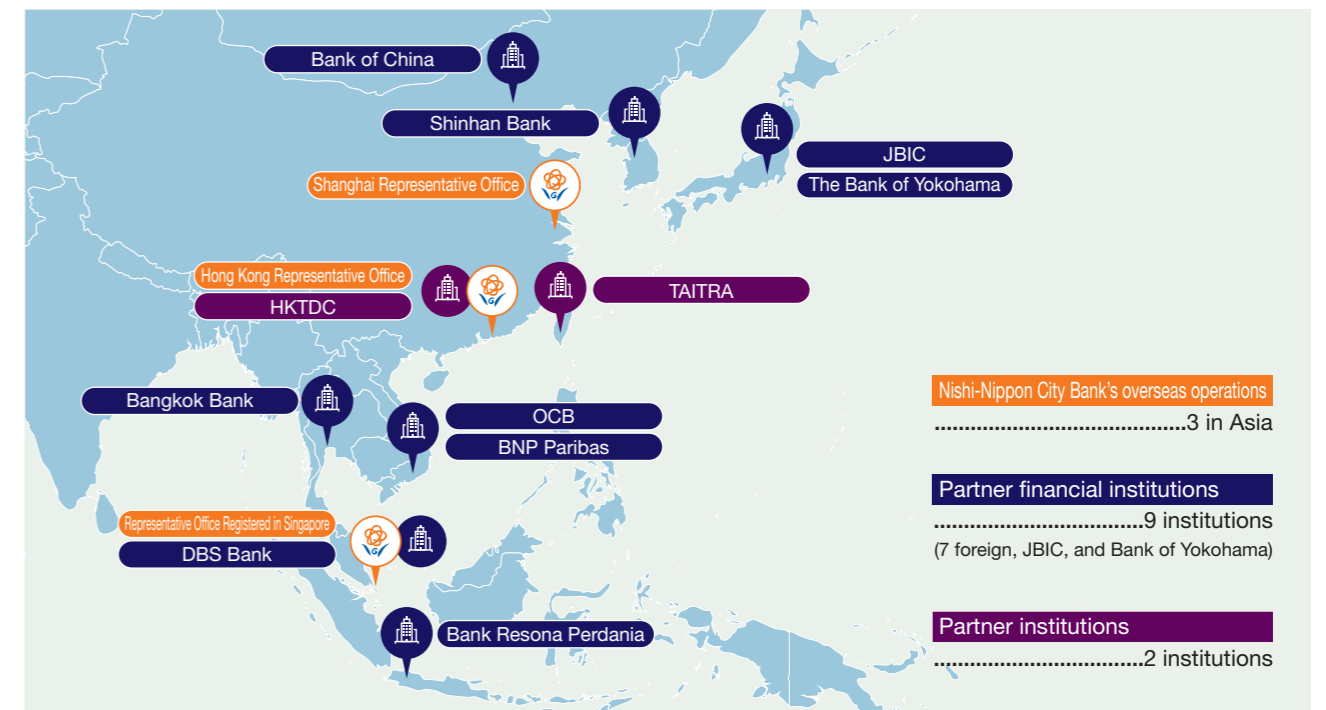 Bank of China
Shinhan Bank
JBIC
The Bank of Yokohama
Shanghai Representative Office
Hong Kong Representative Office
HKTDC
TAITRA
Bangkok Bank
OCB
BNP Paribas
Representative Office Registered in Singapore
DBS Bank
Bank Resona Perdania
Nishi-Nippon City Bank's overseas operations
..........................................3 in Asia
Partner financial institutions
...................................9 institutions
(7 foreign, JBIC, and Bank of Yokohama)
Partner institutions
...................................2 institutions